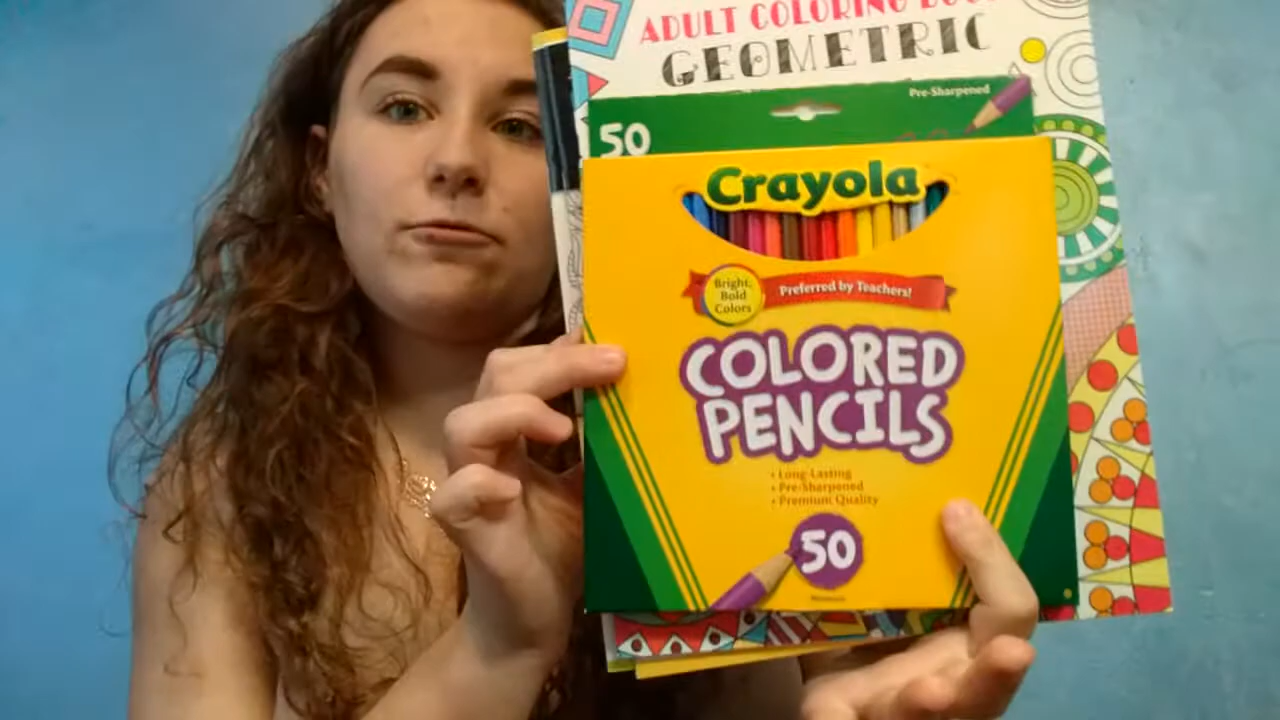 ADULT COLORING BOOK
GEOMETRIC
Pre-Sharpened
50
Crayola
Bright,
Bold
Colors
Preferred by Teachers!
COLORED
PENCILS
• Long-Lasting
• Pre-Sharpened
• Premium Quality
50